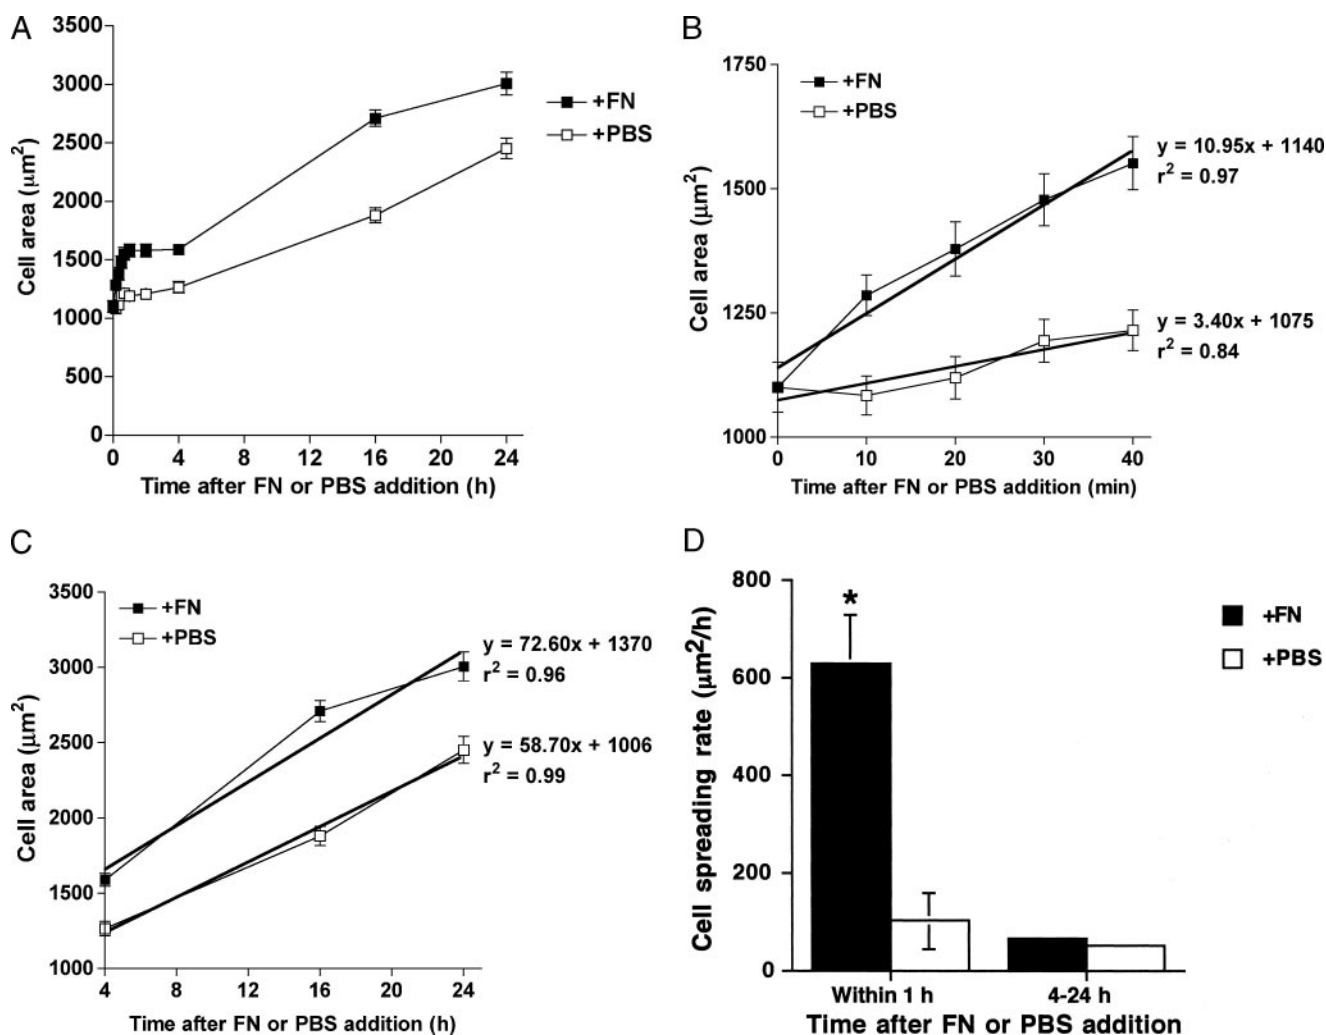 A
3500
3000
2500
2000
1500
1000
500
0
Cell area (μm²)
0 4 8 12 16 20 24
Time after FN or PBS addition (h)
+FN
+PBS
B
1750
1500
1250
1000
Cell area (μm²)
+FN
+PBS
y = 10.95x + 1140
r² = 0.97
y = 3.40x + 1075
r² = 0.84
0 10 20 30 40
Time after FN or PBS addition (min)
C
3500
3000
2500
2000
1500
1000
Cell area (μm²)
+FN
+PBS
y = 72.60x + 1370
r² = 0.96
y = 58.70x + 1006
r² = 0.99
4 8 12 16 20 24
Time after FN or PBS addition (h)
D
800
600
400
200
0
Cell spreading rate (μm²/h)
*
+FN
+PBS
Within 1 h 4-24 h
Time after FN or PBS addition